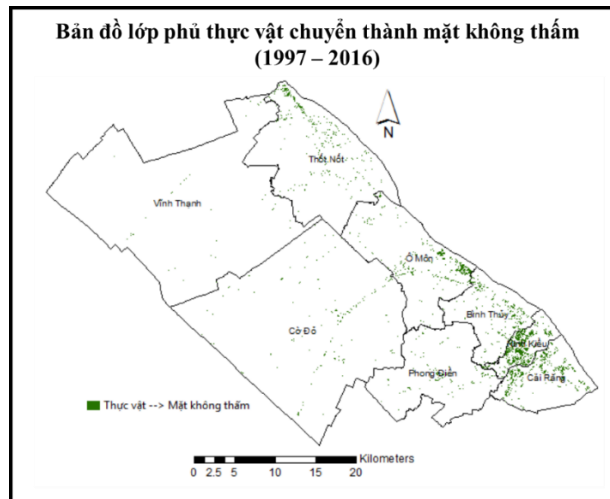 Bản đồ lớp phủ thực vật chuyển thành mặt không thấm
(1997 – 2016)
N
Thốt Nốt
Vĩnh Thạnh
Ô Môn
Bình Thủy
Ninh Kiều
Cờ Đỏ
Phong Điền
Cái Răng
Thực vật --> Mặt không thấm
Kilometers
0 2.5 5 10 15 20